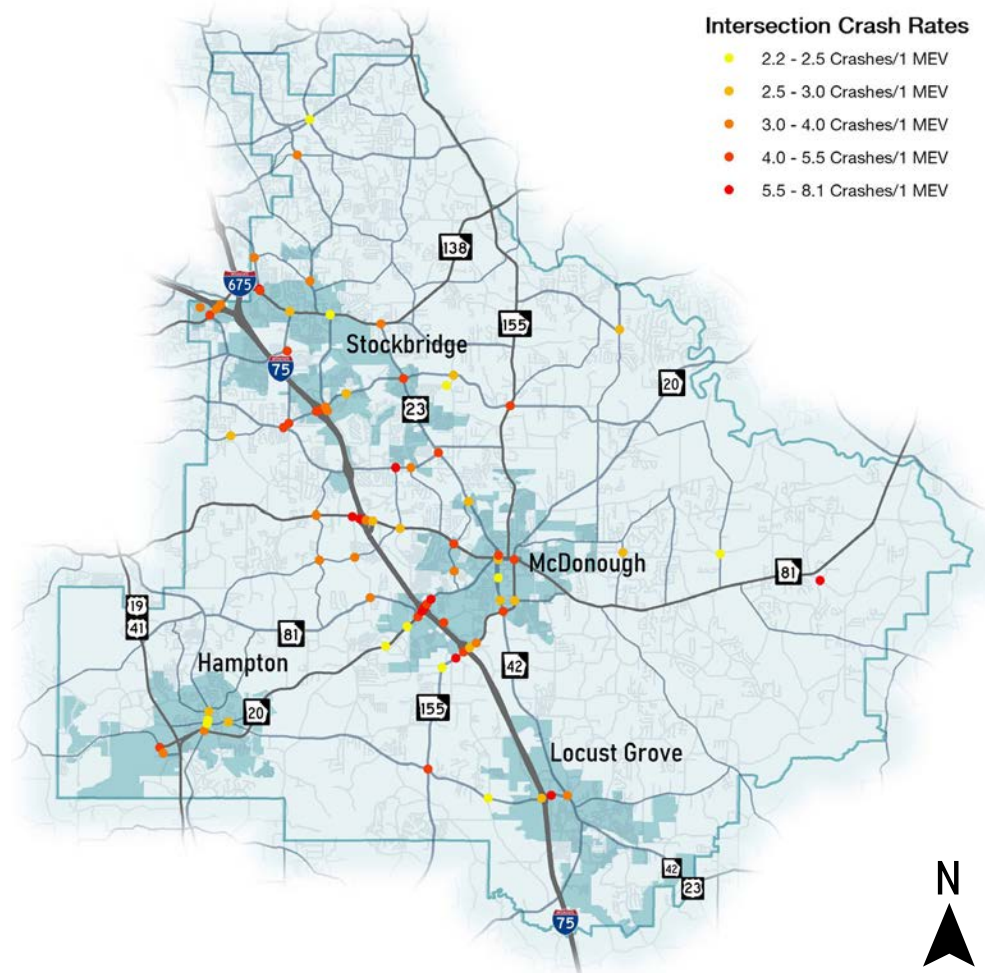 Intersection Crash Rates
2.2 - 2.5 Crashes/1 MEV
2.5 - 3.0 Crashes/1 MEV
3.0 - 4.0 Crashes/1 MEV
4.0 - 5.5 Crashes/1 MEV
5.5 - 8.1 Crashes/1 MEV
138
675
155
Stockbridge
75
20
23
McDonough
81
19
41
81
Hampton
42
20
155
Locust Grove
42
23
N
75